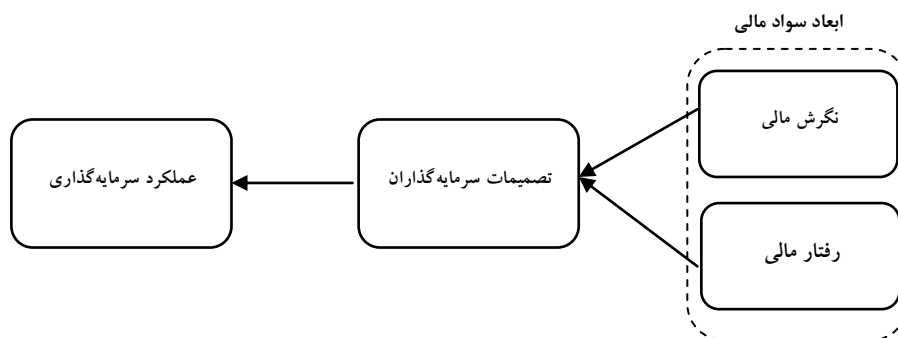 ابعاد سواد مالی
نگرش مالی
تصمیمات سرمایه‌گذاران
عملکرد سرمایه‌گذاری
رفتار مالی